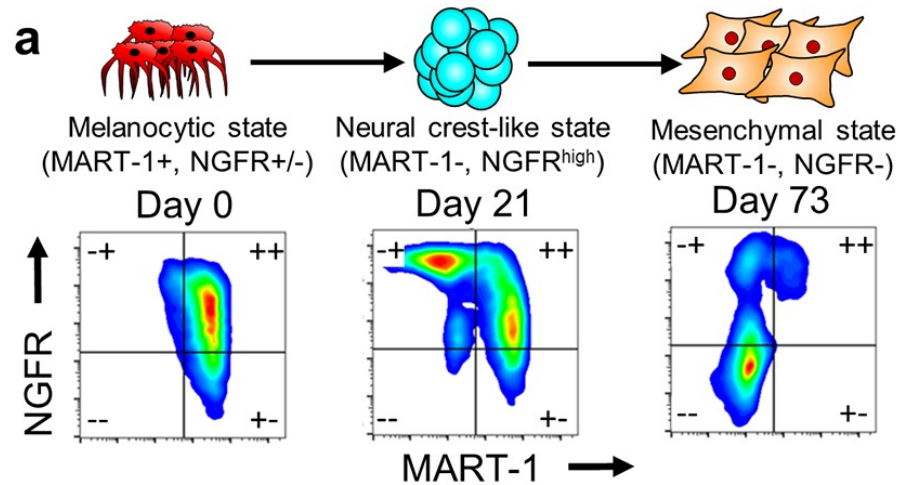 a
Melanocytic state
(MART-1+, NGFR+/-)
Neural crest-like state
(MART-1-, NGFRhigh)
Mesenchymal state
(MART-1-, NGFR-)
Day 0
Day 21
Day 73
NGFR
-+
++
--
+-
-+
++
--
+-
-+
++
--
+-
MART-1